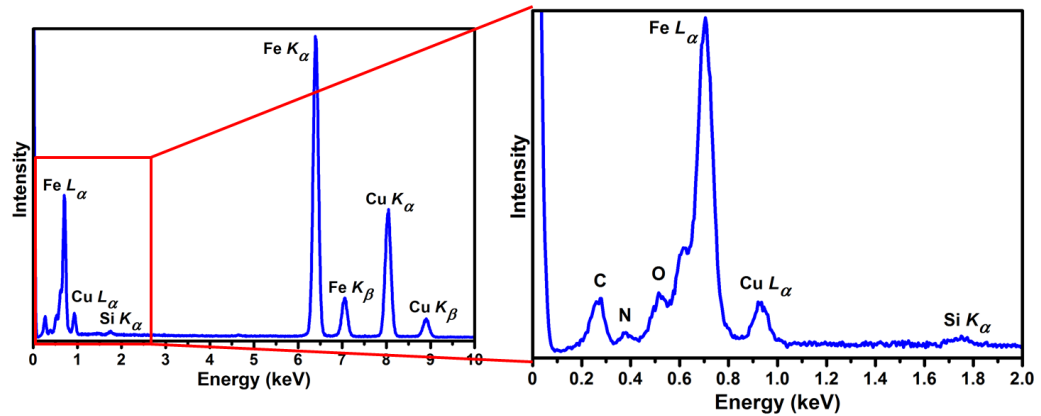 Fe Kα
Cu Kα
Fe Lα
Fe Kβ
Cu Lα
Cu Kβ
Si Kα
Intensity
0 1 2 3 4 5 6 7 8 9 10
Energy (keV)
Fe Lα
C
N
O
Cu Lα
Si Kα
Intensity
0 0.2 0.4 0.6 0.8 1.0 1.2 1.4 1.6 1.8 2.0
Energy (keV)